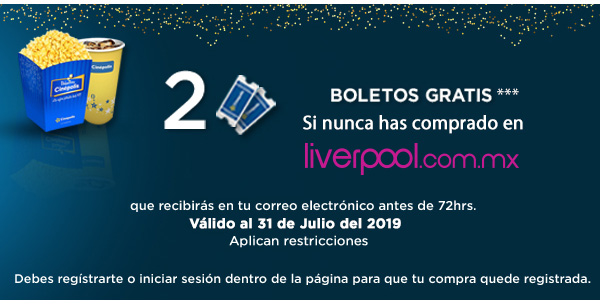 Cinépolis
Cinépolis
2
BOLETOS GRATIS ***
Si nunca has comprado en
liverpool.com.mx
que recibirás en tu correo electrónico antes de 72hrs.
Válido al 31 de Julio del 2019
Aplican restricciones
Debes regístrarte o iniciar sesión dentro de la página para que tu compra quede registrada.